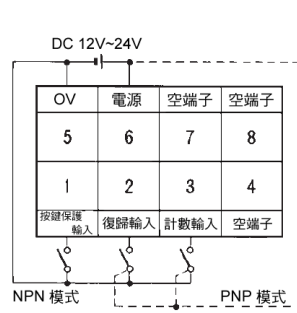 DC 12V~24V
OV 電源 空端子 空端子
5 6 7 8
1 2 3 4
按鍵保護
輸入 復歸輸入 計數輸入 空端子
NPN 模式 PNP 模式